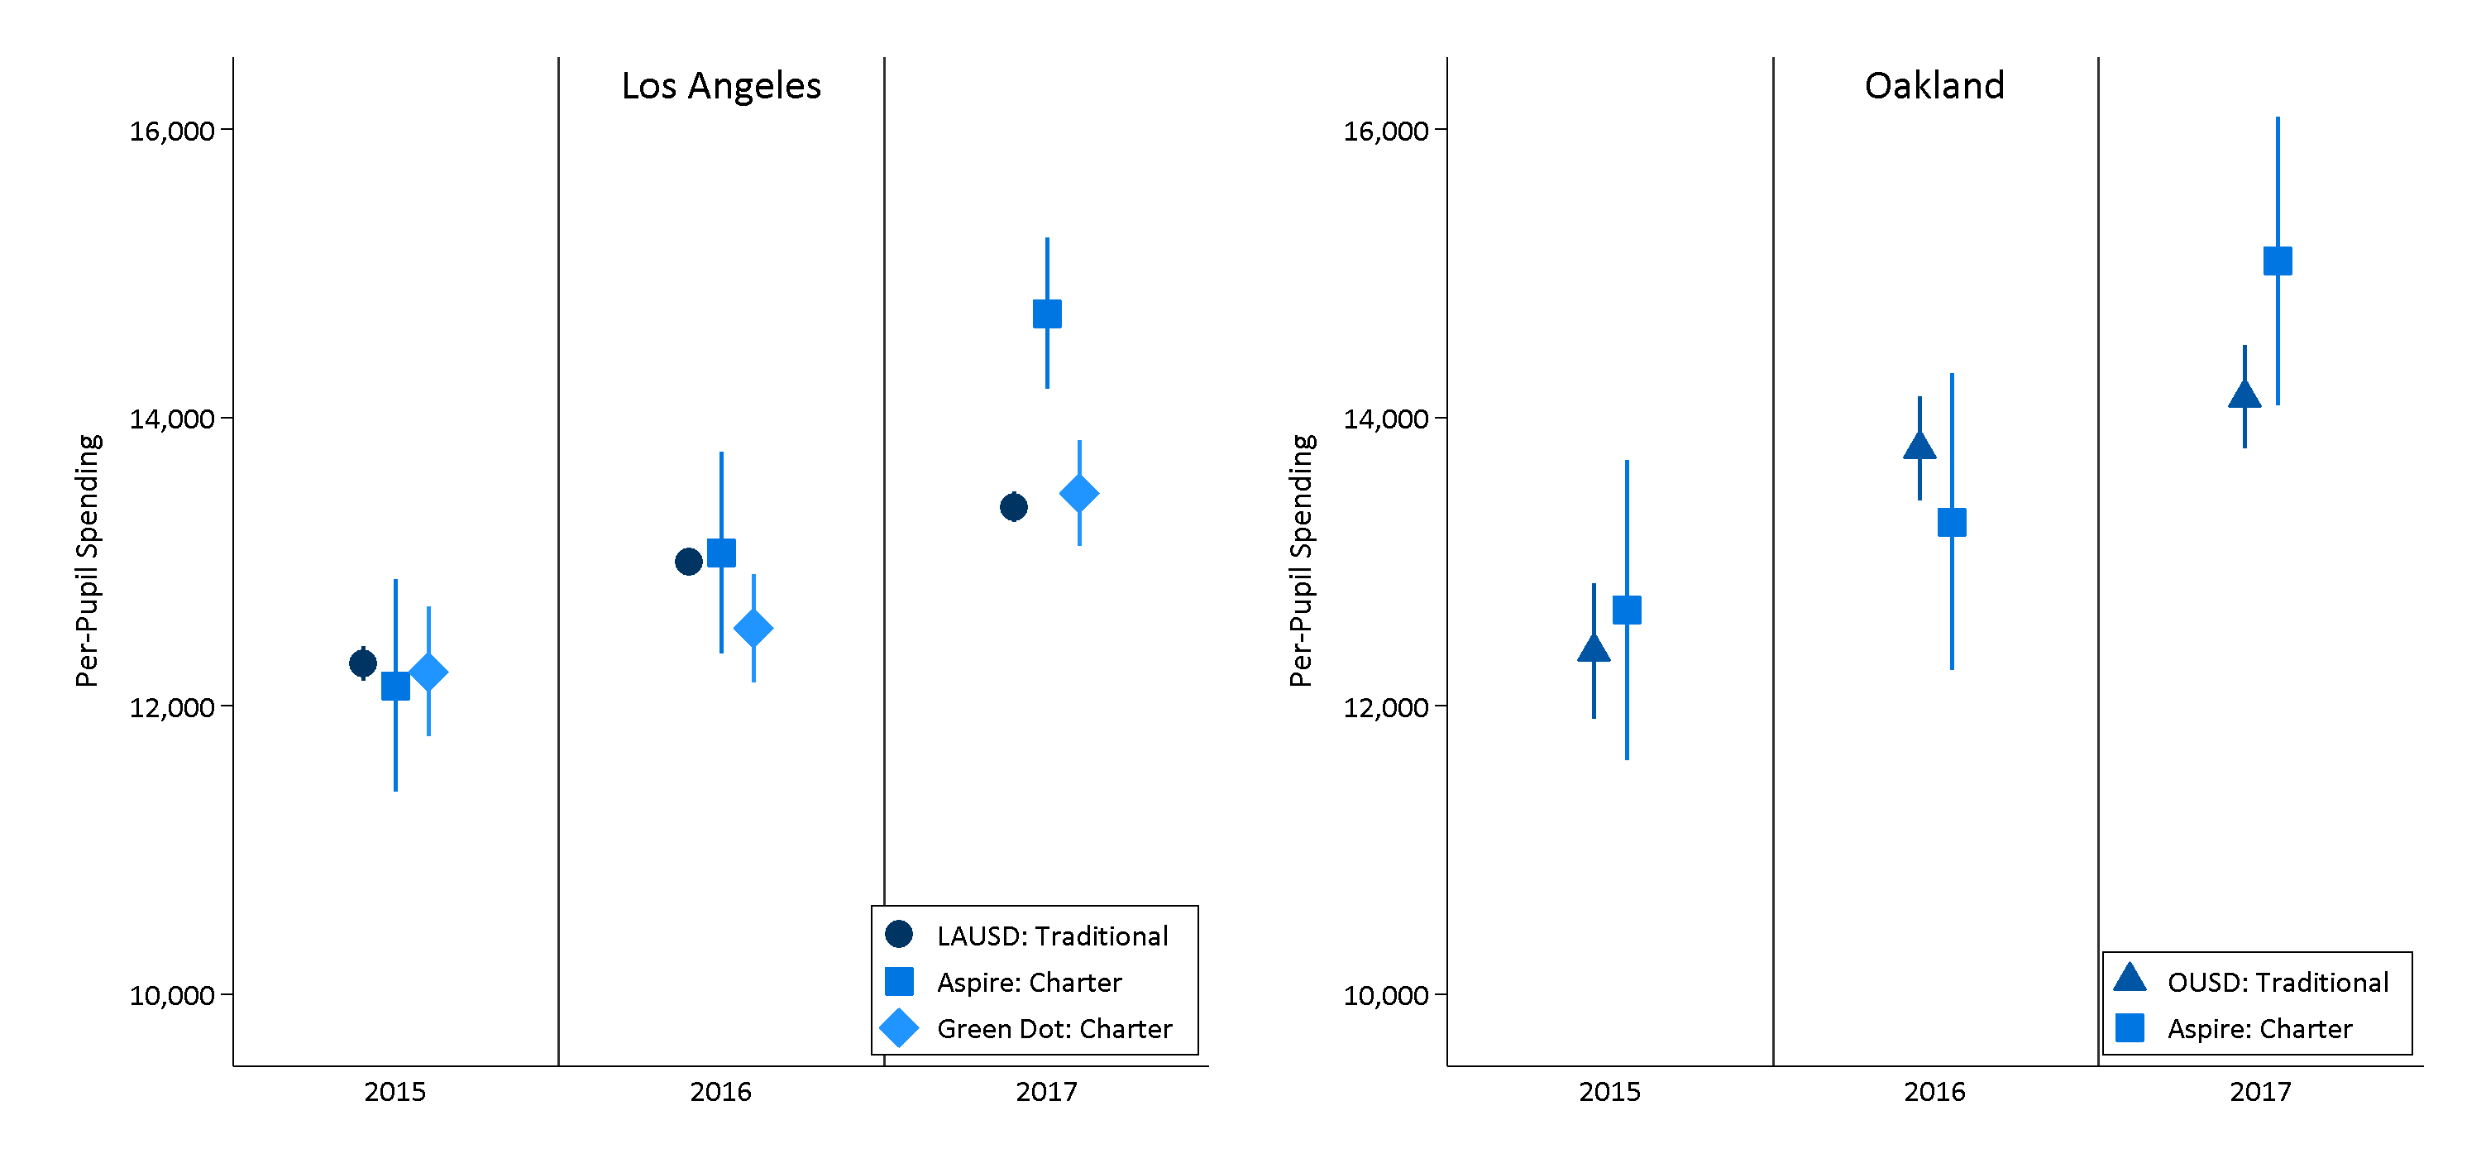 Los Angeles
16,000
14,000
12,000
10,000
Per-Pupil Spending
2015
2016
2017
LAUSD: Traditional
Aspire: Charter
Green Dot: Charter
Oakland
16,000
14,000
12,000
10,000
Per-Pupil Spending
2015
2016
2017
OUSD: Traditional
Aspire: Charter